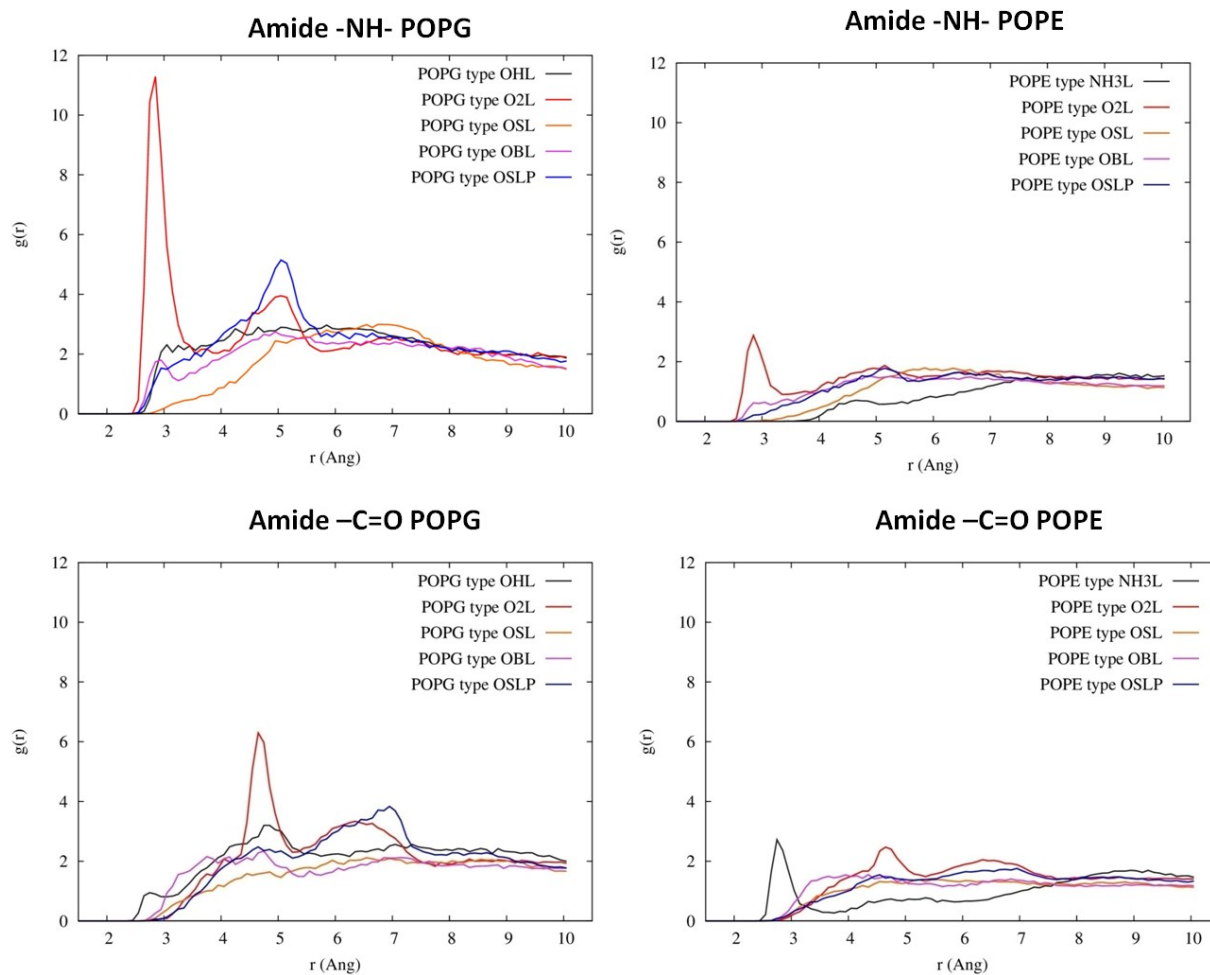 Amide -NH- POPG
12
10
8
6
4
2
0
g(r)
2 3 4 5 6 7 8 9 10
r (Ang)
POPG type OHL
POPG type O2L
POPG type OSL
POPG type OBL
POPG type OSLP
Amide -NH- POPE
12
10
8
6
4
2
0
g(r)
2 3 4 5 6 7 8 9 10
r (Ang)
POPE type NH3L
POPE type O2L
POPE type OSL
POPE type OBL
POPE type OSLP
Amide –C=O POPG
12
10
8
6
4
2
0
g(r)
2 3 4 5 6 7 8 9 10
r (Ang)
POPG type OHL
POPG type O2L
POPG type OSL
POPG type OBL
POPG type OSLP
Amide –C=O POPE
12
10
8
6
4
2
0
g(r)
2 3 4 5 6 7 8 9 10
r (Ang)
POPE type NH3L
POPE type O2L
POPE type OSL
POPE type OBL
POPE type OSLP